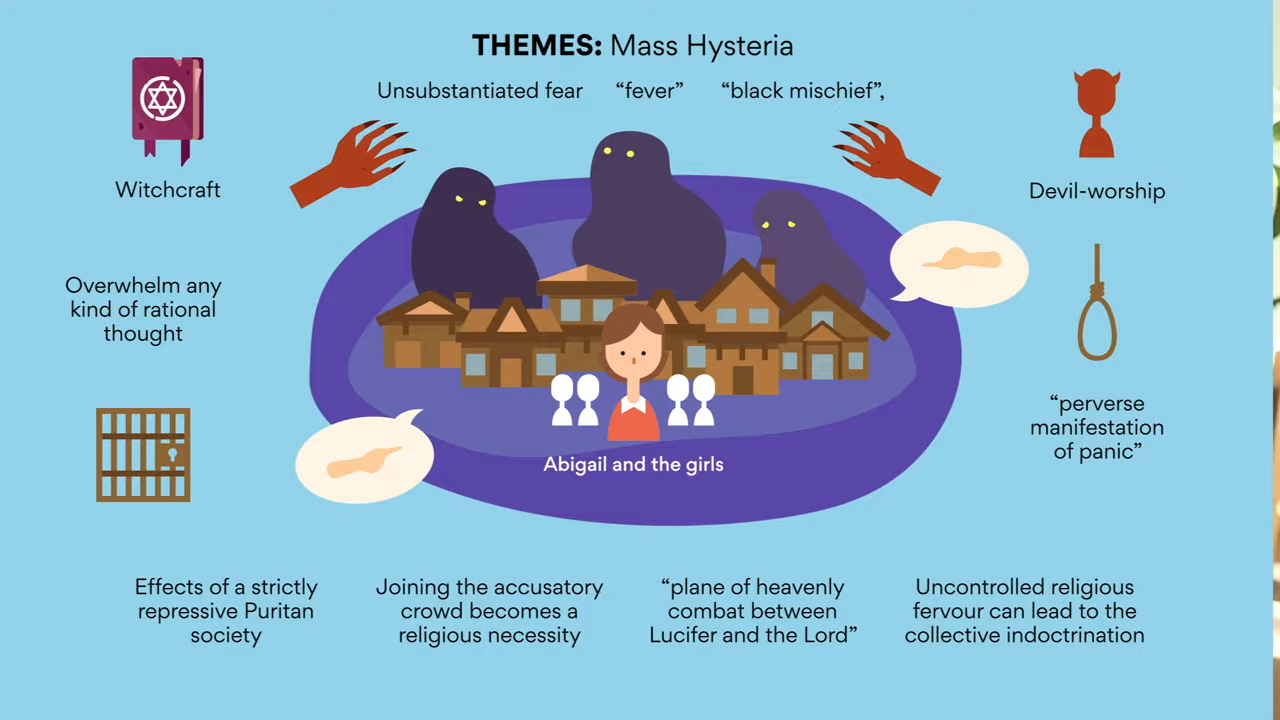 THEMES: Mass Hysteria
Unsubstantiated fear “fever” “black mischief”,
Witchcraft
Devil-worship
Overwhelm any
kind of rational
thought
“perverse
manifestation
of panic”
Abigail and the girls
Effects of a strictly
repressive Puritan
society
Joining the accusatory
crowd becomes a
religious necessity
“plane of heavenly
combat between
Lucifer and the Lord”
Uncontrolled religious
fervour can lead to the
collective indoctrination